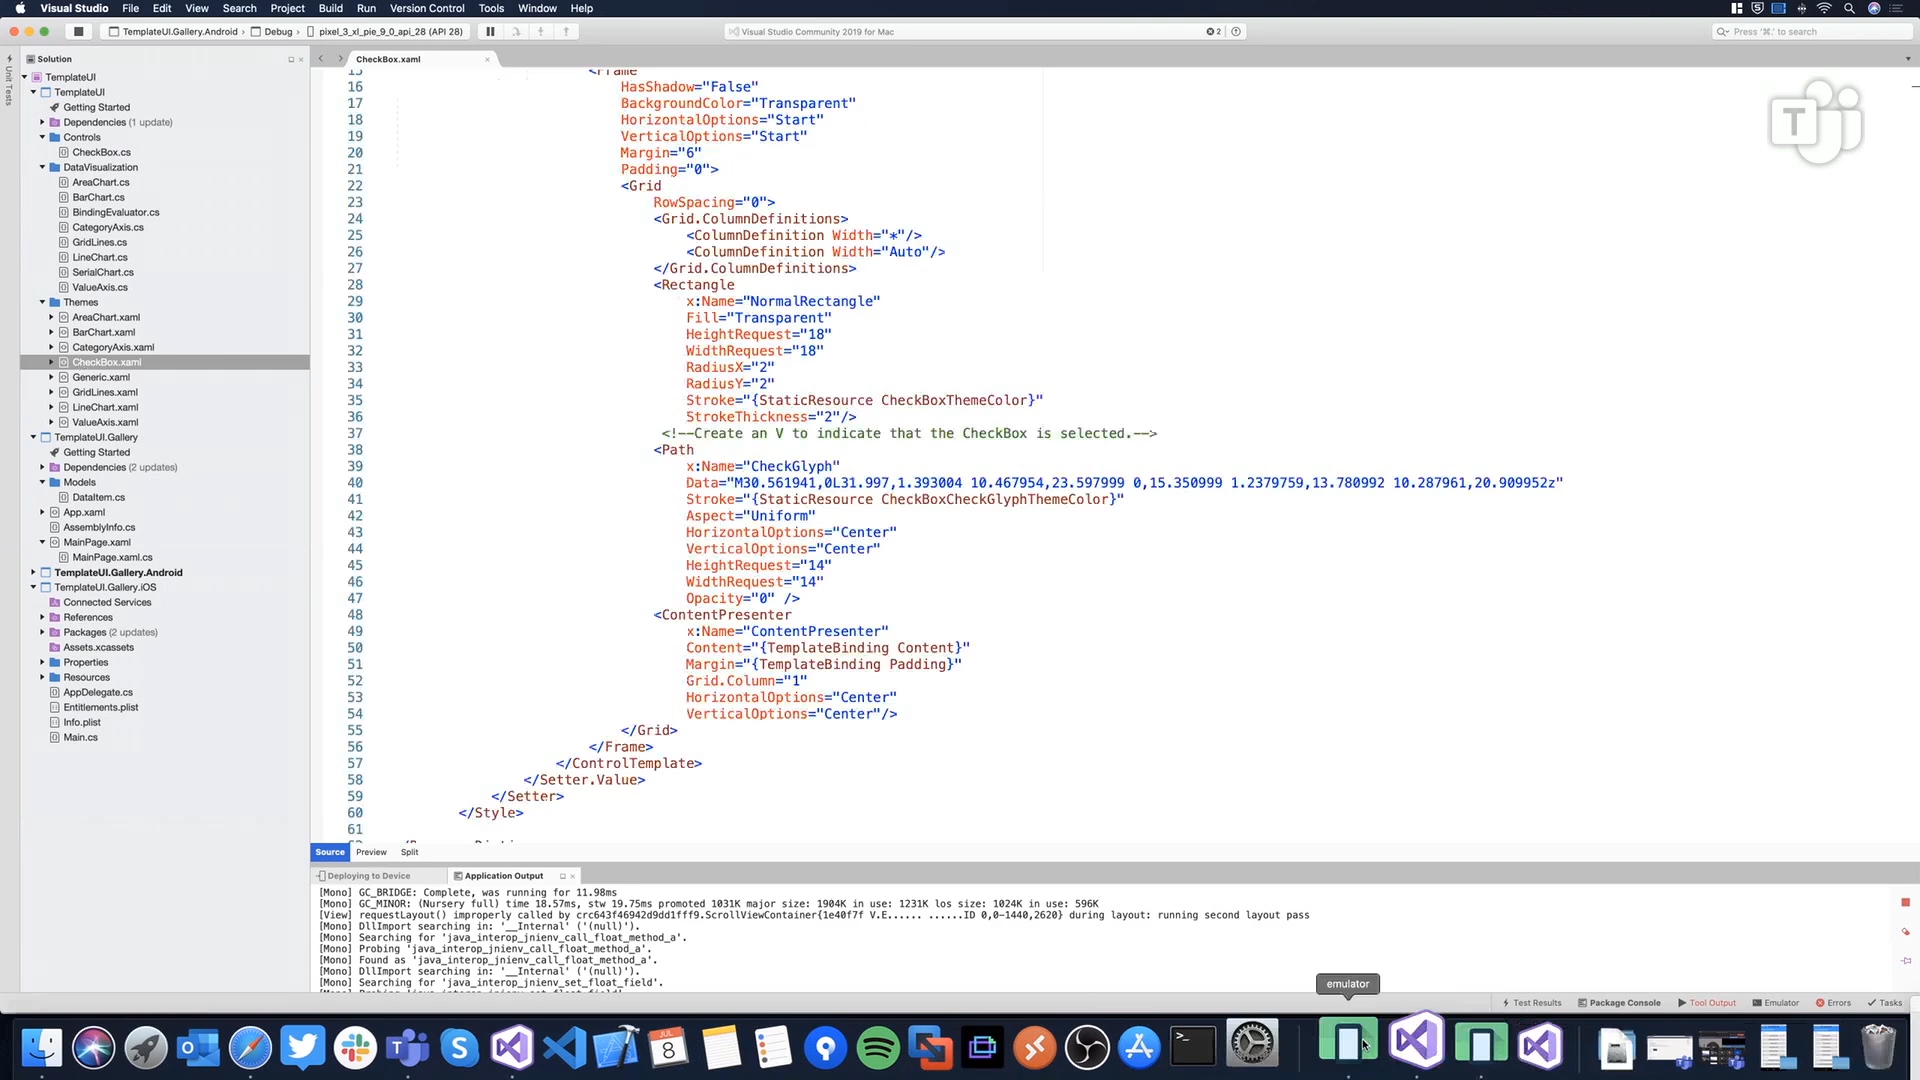 Visual Studio File Edit View Search Project Build Run Version Control Tools Window Help
TemplateUI.Gallery.Android › Debug › pixel_3_xl_pie_9_0_api_28 (API 28)
Visual Studio Community 2019 for Mac
2
Press '⌘.' to search
Unit Tests
Solution
TemplateUI
TemplateUI
Getting Started
Dependencies (1 update)
Controls
CheckBox.cs
DataVisualization
AreaChart.cs
BarChart.cs
BindingEvaluator.cs
CategoryAxis.cs
GridLines.cs
LineChart.cs
SerialChart.cs
ValueAxis.cs
Themes
AreaChart.xaml
BarChart.xaml
CategoryAxis.xaml
CheckBox.xaml
Generic.xaml
GridLines.xaml
LineChart.xaml
ValueAxis.xaml
TemplateUI.Gallery
Getting Started
Dependencies (2 updates)
Models
DataItem.cs
App.xaml
AssemblyInfo.cs
MainPage.xaml
MainPage.xaml.cs
TemplateUI.Gallery.Android
TemplateUI.Gallery.iOS
Connected Services
References
Packages (2 updates)
Assets.xcassets
Properties
Resources
AppDelegate.cs
Entitlements.plist
Info.plist
Main.cs
CheckBox.xaml
15 <Frame
16 HasShadow="False"
17 BackgroundColor="Transparent"
18 HorizontalOptions="Start"
19 VerticalOptions="Start"
20 Margin="6"
21 Padding="0">
22 <Grid
23 RowSpacing="0">
24 <Grid.ColumnDefinitions>
25 <ColumnDefinition Width="*"/>
26 <ColumnDefinition Width="Auto"/>
27 </Grid.ColumnDefinitions>
28 <Rectangle
29 x:Name="NormalRectangle"
30 Fill="Transparent"
31 HeightRequest="18"
32 WidthRequest="18"
33 RadiusX="2"
34 RadiusY="2"
35 Stroke="{StaticResource CheckBoxThemeColor}"
36 StrokeThickness="2"/>
37 <!--Create an V to indicate that the CheckBox is selected.-->
38 <Path
39 x:Name="CheckGlyph"
40 Data="M30.561941,0L31.997,1.393004 10.467954,23.597999 0,15.350999 1.2379759,13.780992 10.287961,20.909952z"
41 Stroke="{StaticResource CheckBoxCheckGlyphThemeColor}"
42 Aspect="Uniform"
43 HorizontalOptions="Center"
44 VerticalOptions="Center"
45 HeightRequest="14"
46 WidthRequest="14"
47 Opacity="0" />
48 <ContentPresenter
49 x:Name="ContentPresenter"
50 Content="{TemplateBinding Content}"
51 Margin="{TemplateBinding Padding}"
52 Grid.Column="1"
53 HorizontalOptions="Center"
54 VerticalOptions="Center"/>
55 </Grid>
56 </Frame>
57 </ControlTemplate>
58 </Setter.Value>
59 </Setter>
60 </Style>
61
T
Source Preview Split
Deploying to Device Application Output
[Mono] GC_BRIDGE: Complete, was running for 11.98ms
[Mono] GC_MINOR: (Nursery full) time 18.57ms, stw 19.75ms promoted 1031K major size: 1904K in use: 1231K los size: 1024K in use: 596K
[View] requestLayout() improperly called by crc643f46942d9dd1fff9.ScrollViewContainer{1e40f7f V.E...... ......ID 0,0-1440,2620} during layout: running second layout pass
[Mono] DllImport searching in: '__Internal' ('(null)').
[Mono] Searching for 'java_interop_jnienv_call_float_method_a'.
[Mono] Probing 'java_interop_jnienv_call_float_method_a'.
[Mono] Found as 'java_interop_jnienv_call_float_method_a'.
[Mono] DllImport searching in: '__Internal' ('(null)').
[Mono] Searching for 'java_interop_jnienv_set_float_field'.
emulator
Test Results Package Console Tool Output Emulator Errors Tasks
JUL
8